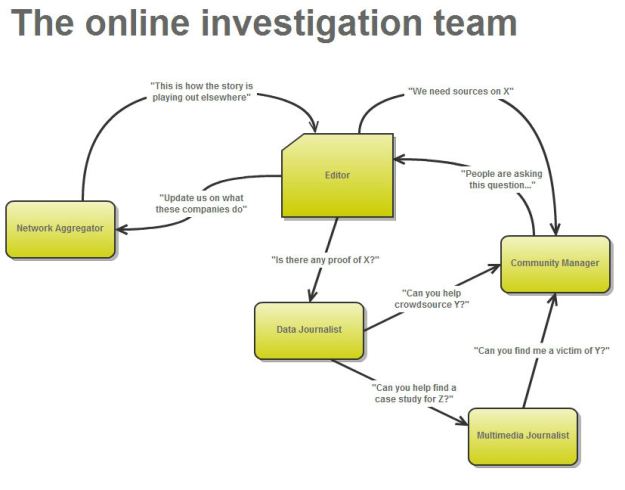 The online investigation team
"This is how the story is
playing out elsewhere"
"We need sources on X"
Editor
"People are asking
this question..."
"Update us on what
these companies do"
Network Aggregator
"Is there any proof of X?"
Community Manager
"Can you help
crowdsource Y?"
Data Journalist
"Can you find me a victim of Y?"
"Can you help find a
case study for Z?"
Multimedia Journalist